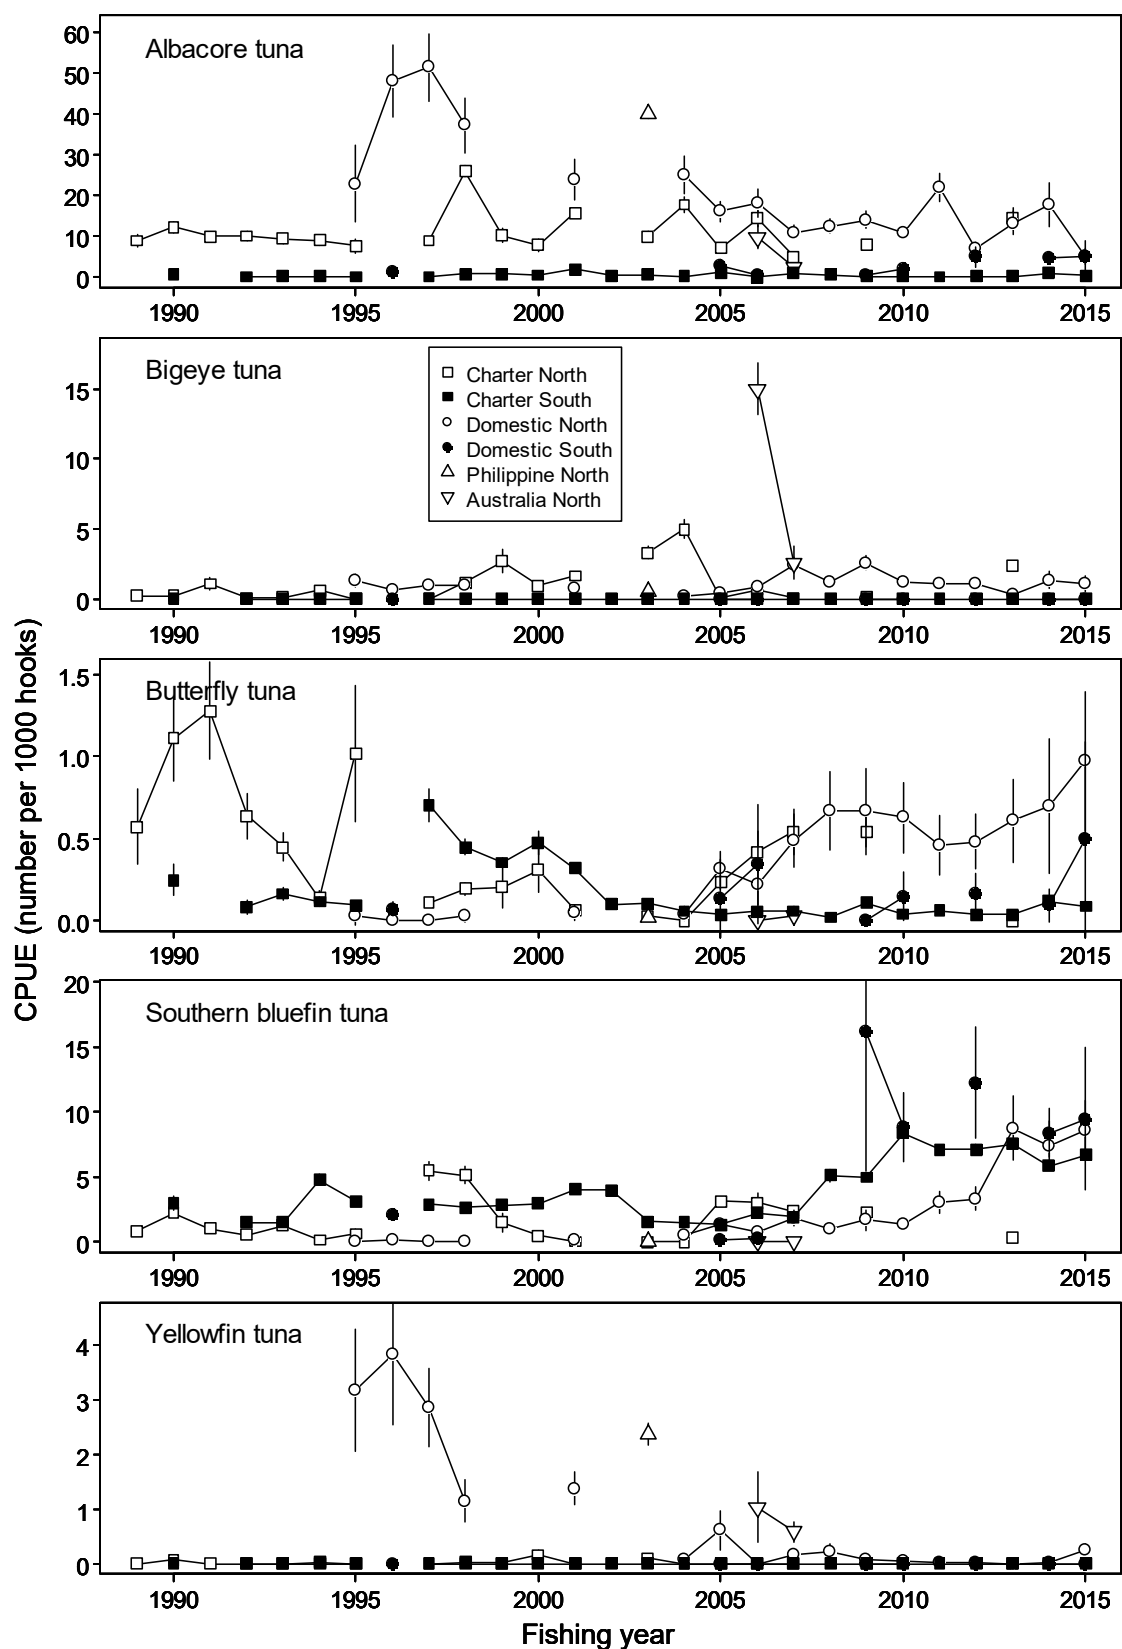 Albacore tuna
60
50
40
30
20
10
0
1990 1995 2000 2005 2010 2015
Bigeye tuna
Charter North
Charter South
Domestic North
Domestic South
Philippine North
Australia North
15
10
5
0
1990 1995 2000 2005 2010 2015
CPUE (number per 1000 hooks)
Butterfly tuna
1.5
1.0
0.5
0.0
1990 1995 2000 2005 2010 2015
Southern bluefin tuna
20
15
10
5
0
1990 1995 2000 2005 2010 2015
Yellowfin tuna
4
3
2
1
0
1990 1995 2000 2005 2010 2015
Fishing year